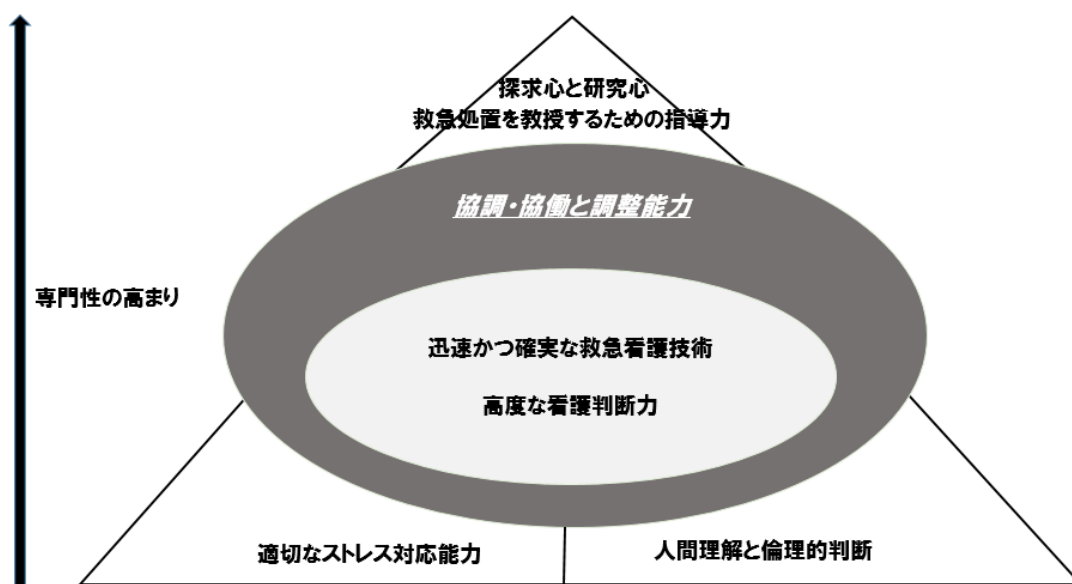 探求心と研究心
救急処置を教授するための指導力
協調・協働と調整能力
専門性の高まり
迅速かつ確実な救急看護技術
高度な看護判断力
適切なストレス対応能力
人間理解と倫理的判断